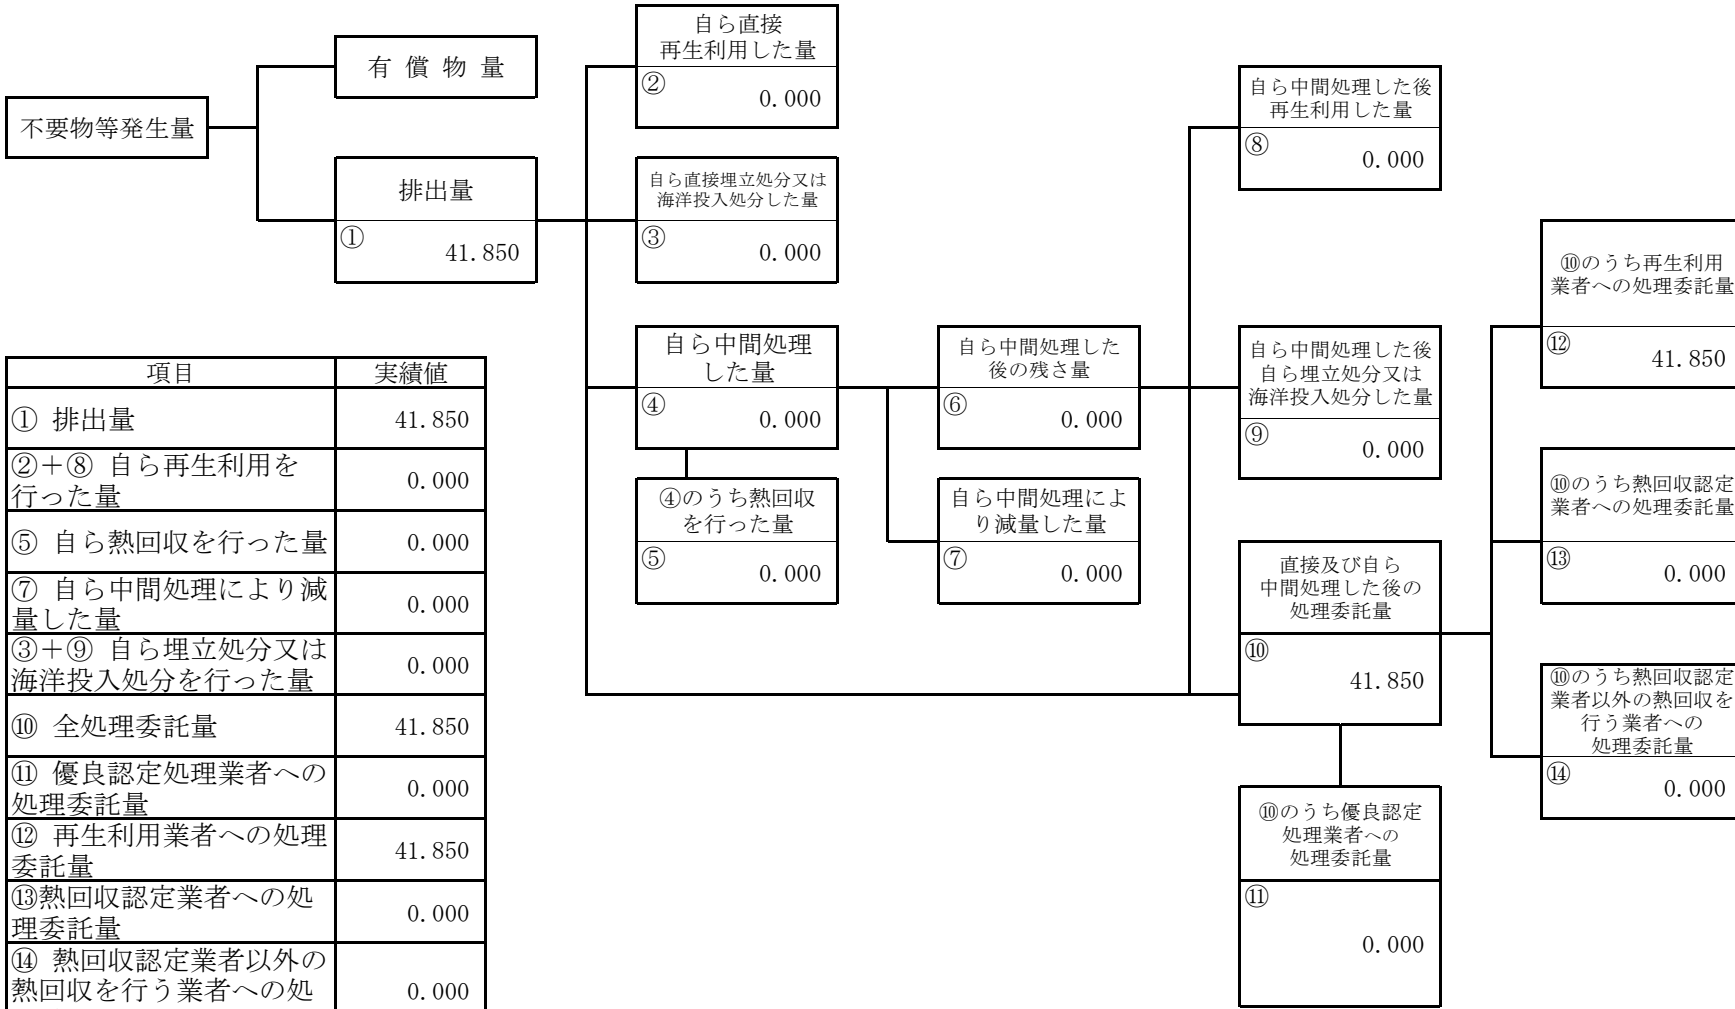 不要物等発生量
有 償 物 量
排出量
①
41.850
自ら直接
再生利用した量
②
0.000
自ら直接埋立処分又は
海洋投入処分した量
③
0.000
自ら中間処理
した量
④
0.000
④のうち熱回収
を行った量
⑤
0.000
自ら中間処理した
後の残さ量
⑥
0.000
自ら中間処理によ
り減量した量
⑦
0.000
自ら中間処理した後
再生利用した量
⑧
0.000
自ら中間処理した後
自ら埋立処分又は
海洋投入処分した量
⑨
0.000
直接及び自ら
中間処理した後の
処理委託量
⑩
41.850
⑩のうち優良認定
処理業者への
処理委託量
⑪
0.000
⑩のうち再生利用
業者への処理委託量
⑫
41.850
⑩のうち熱回収認定
業者への処理委託量
⑬
0.000
⑩のうち熱回収認定
業者以外の熱回収を
行う業者への
処理委託量
⑭
0.000
項目 実績値
① 排出量 41.850
②＋⑧ 自ら再生利用を
行った量 0.000
⑤ 自ら熱回収を行った量 0.000
⑦ 自ら中間処理により減
量した量 0.000
③＋⑨ 自ら埋立処分又は
海洋投入処分を行った量 0.000
⑩ 全処理委託量 41.850
⑪ 優良認定処理業者への
処理委託量 0.000
⑫ 再生利用業者への処理
委託量 41.850
⑬熱回収認定業者への処
理委託量 0.000
⑭ 熱回収認定業者以外の
熱回収を行う業者への処 0.000